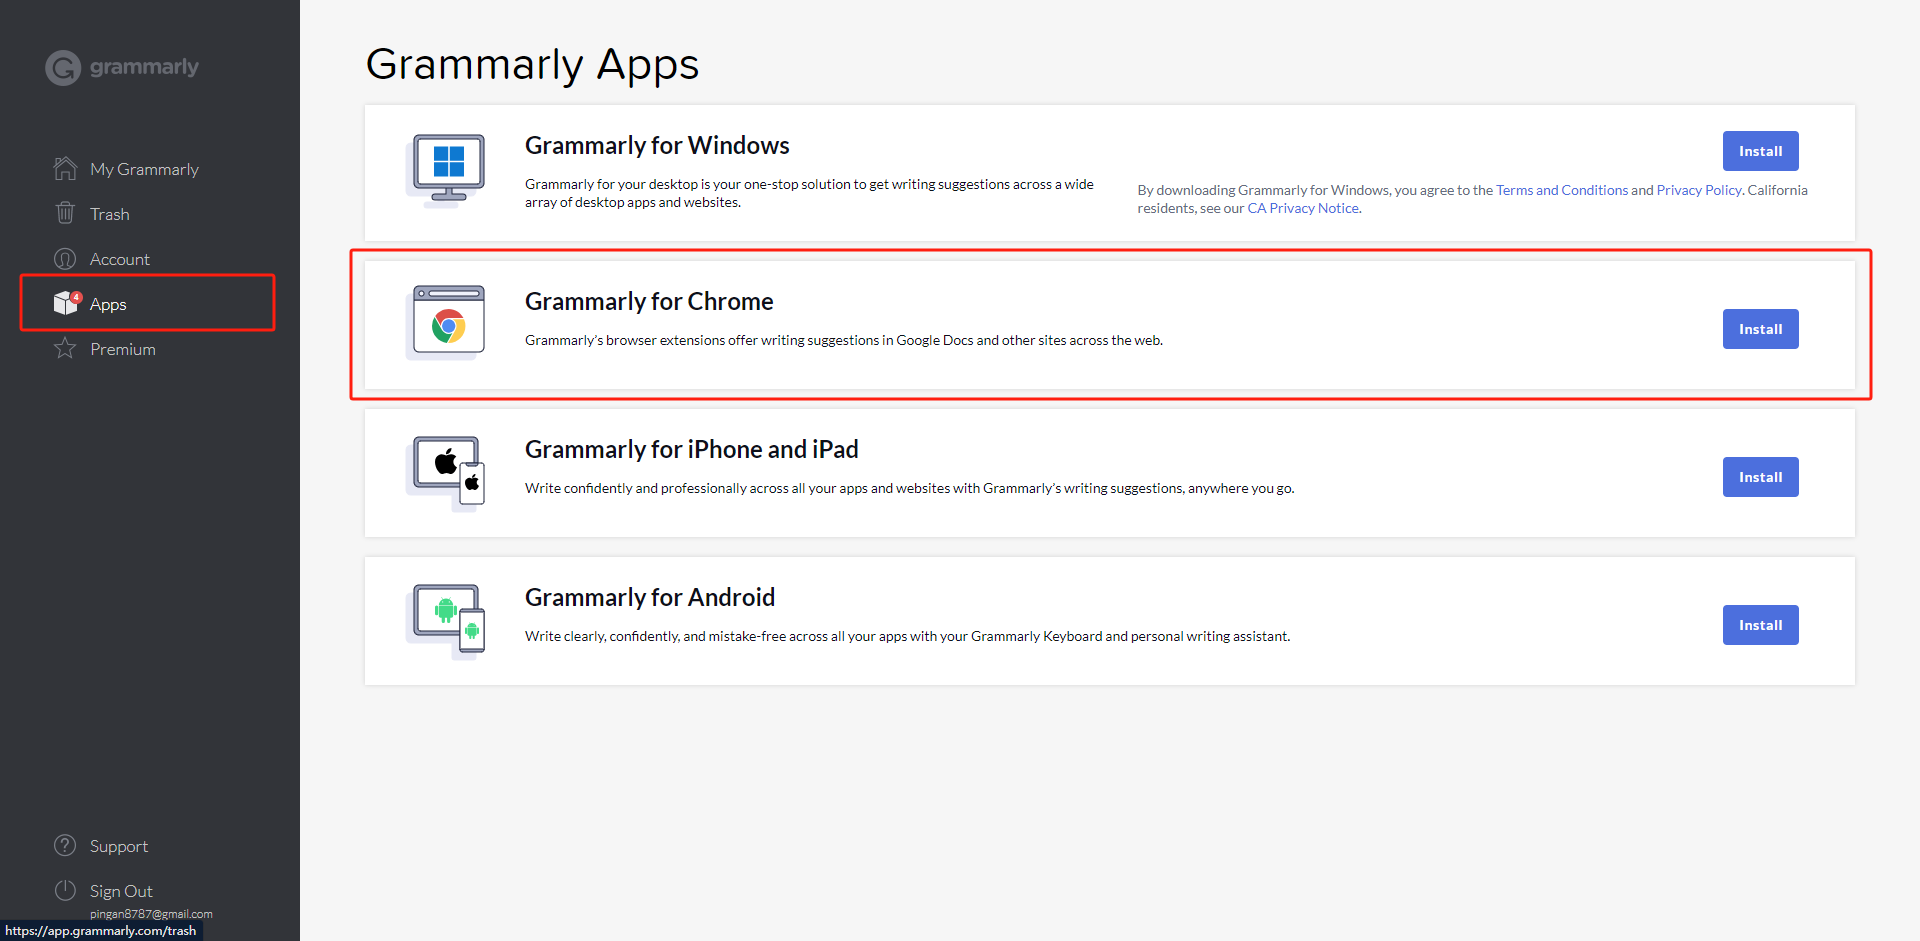 grammarly
My Grammarly
Trash
Account
4
Apps
Premium
Support
Sign Out
pingan8787@gmail.com
https://app.grammarly.com/trash
Grammarly Apps
Grammarly for Windows
Grammarly for your desktop is your one-stop solution to get writing suggestions across a wide
array of desktop apps and websites.
Install
By downloading Grammarly for Windows, you agree to the Terms and Conditions and Privacy Policy. California
residents, see our CA Privacy Notice.
Grammarly for Chrome
Grammarly's browser extensions offer writing suggestions in Google Docs and other sites across the web.
Install
Grammarly for iPhone and iPad
Write confidently and professionally across all your apps and websites with Grammarly's writing suggestions, anywhere you go.
Install
Grammarly for Android
Write clearly, confidently, and mistake-free across all your apps with your Grammarly Keyboard and personal writing assistant.
Install